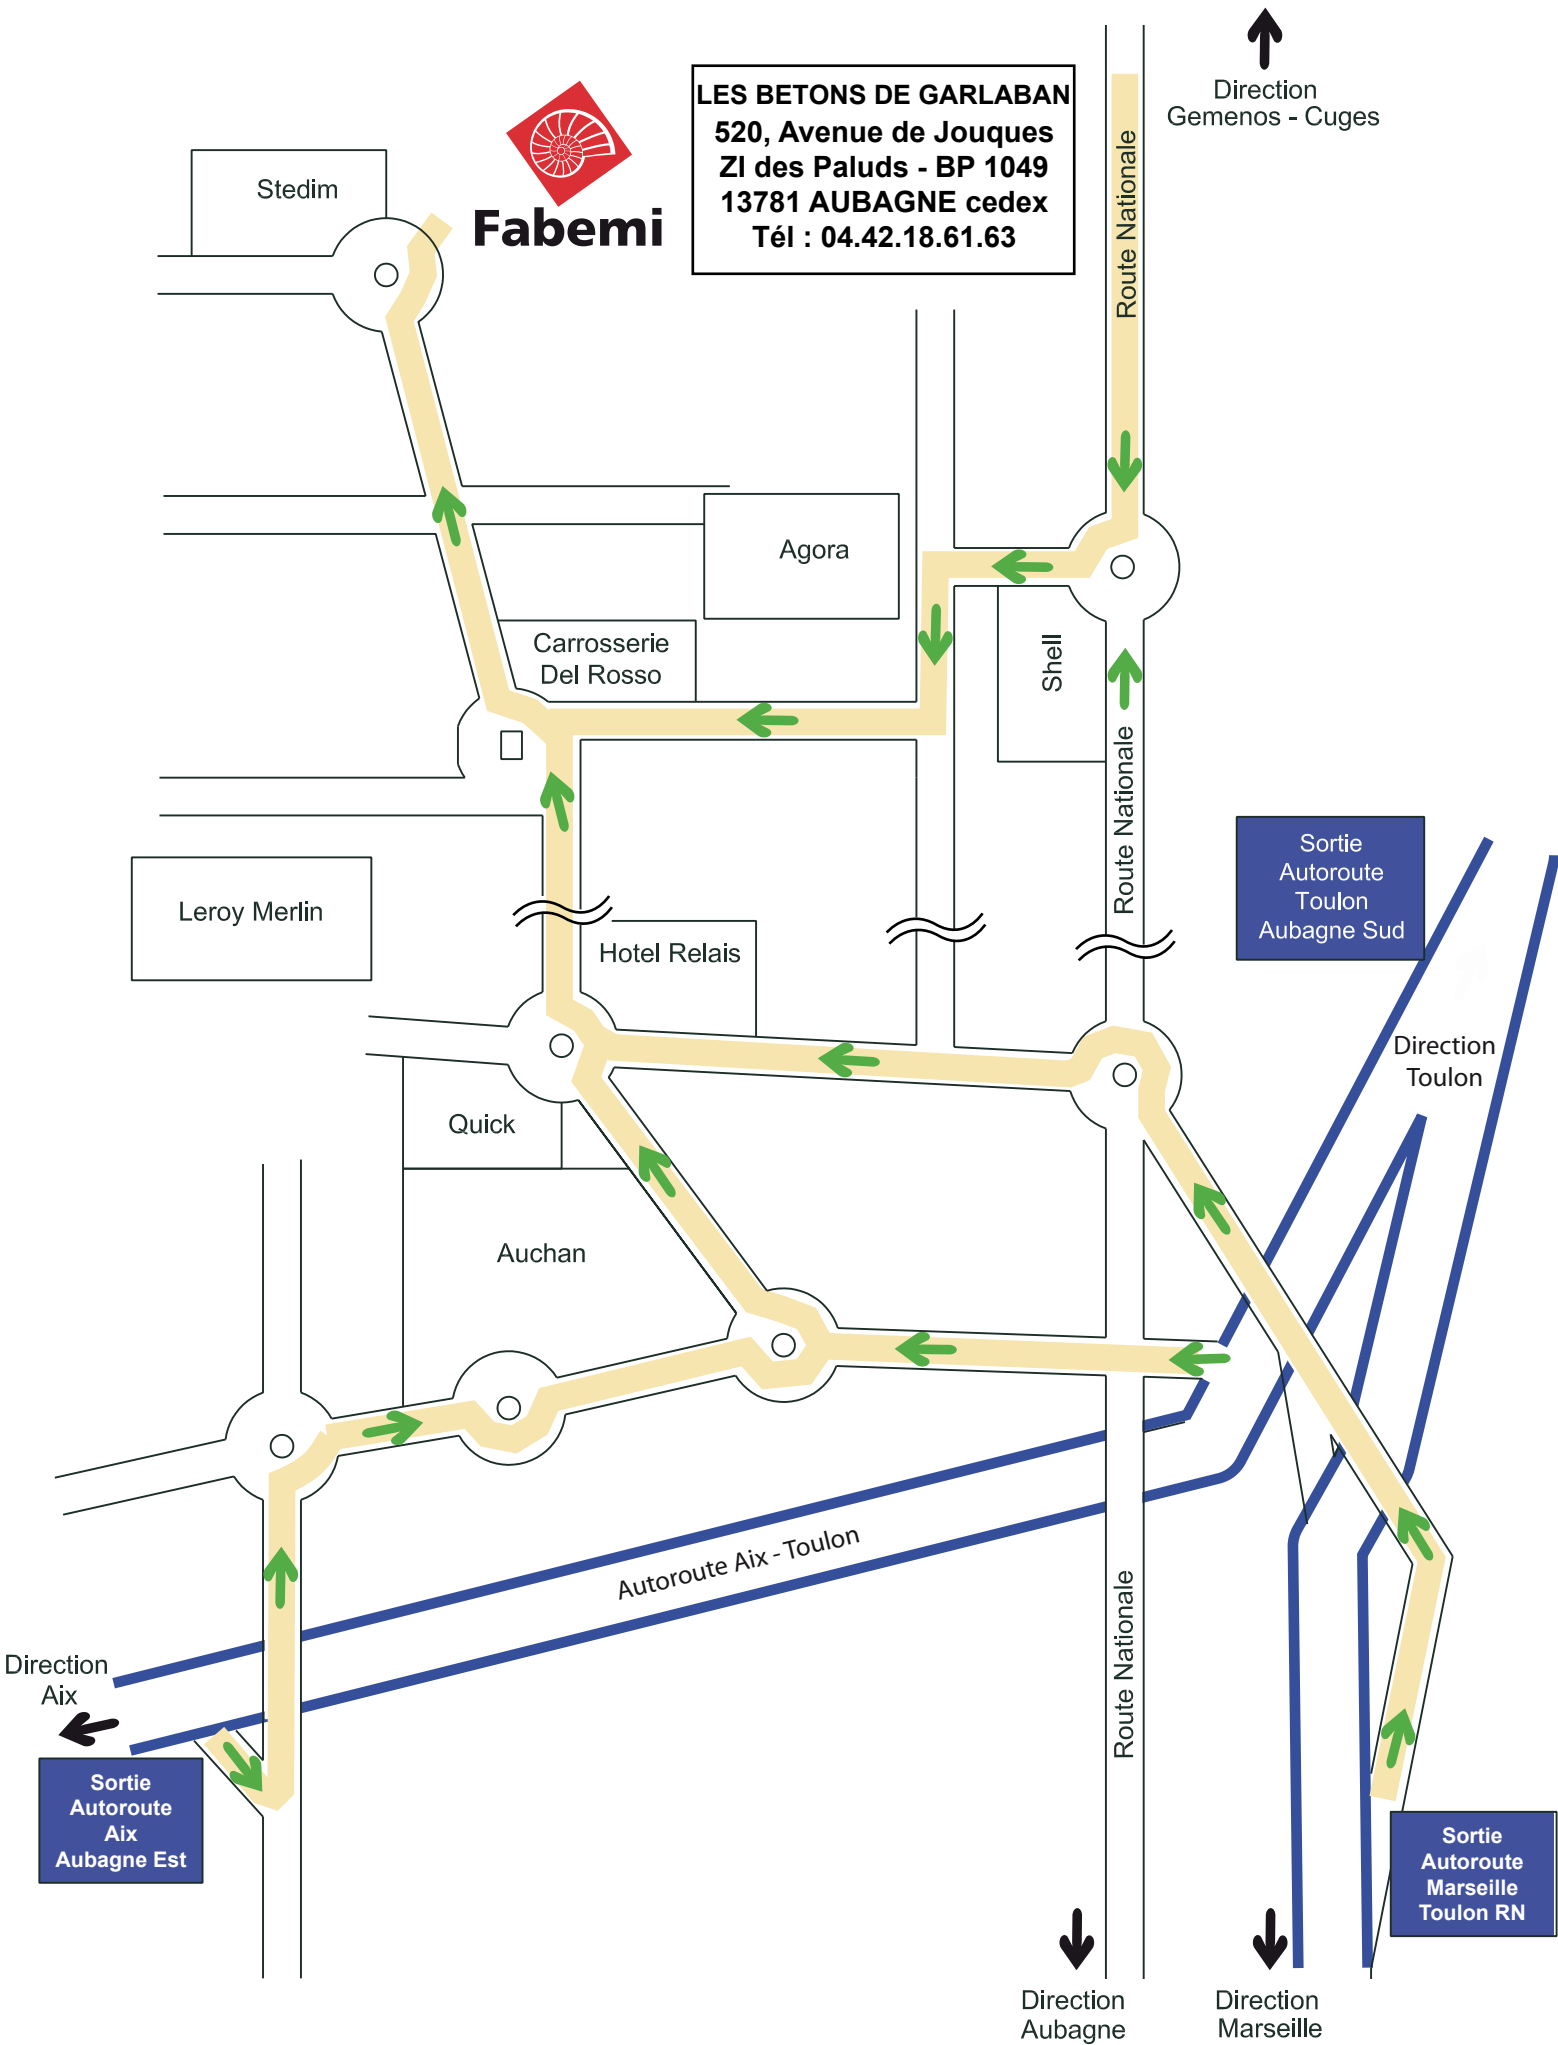 Direction
Gemenos - Cuges
LES BETONS DE GARLABAN
520, Avenue de Jouques
ZI des Paluds - BP 1049
13781 AUBAGNE cedex
Tél : 04.42.18.61.63
Fabemi
Stedim
Route Nationale
Agora
Carrosserie
Del Rosso
Shell
Route Nationale
Sortie
Autoroute
Toulon
Aubagne Sud
Leroy Merlin
Hotel Relais
Direction
Toulon
Quick
Auchan
Autoroute Aix - Toulon
Route Nationale
Direction
Aix
Sortie
Autoroute
Aix
Aubagne Est
Sortie
Autoroute
Marseille
Toulon RN
Direction
Aubagne
Direction
Marseille